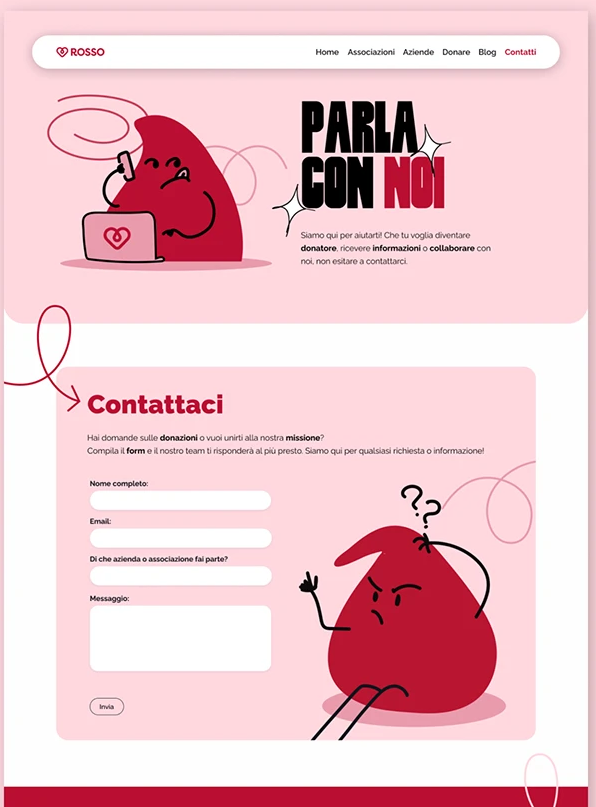 ROSSO
Home Associazioni Aziende Donare Blog Contatti
PARLA
CON NOI
Siamo qui per aiutarti! Che tu voglia diventare
donatore, ricevere informazioni o collaborare con
noi, non esitare a contattarci.
Contattaci
Hai domande sulle donazioni o vuoi unirti alla nostra missione?
Compila il form e il nostro team ti risponderà al più presto. Siamo qui per qualsiasi richiesta o informazione!
Nome completo:
Email:
Di che azienda o associazione fai parte?
Messaggio:
Invia
??